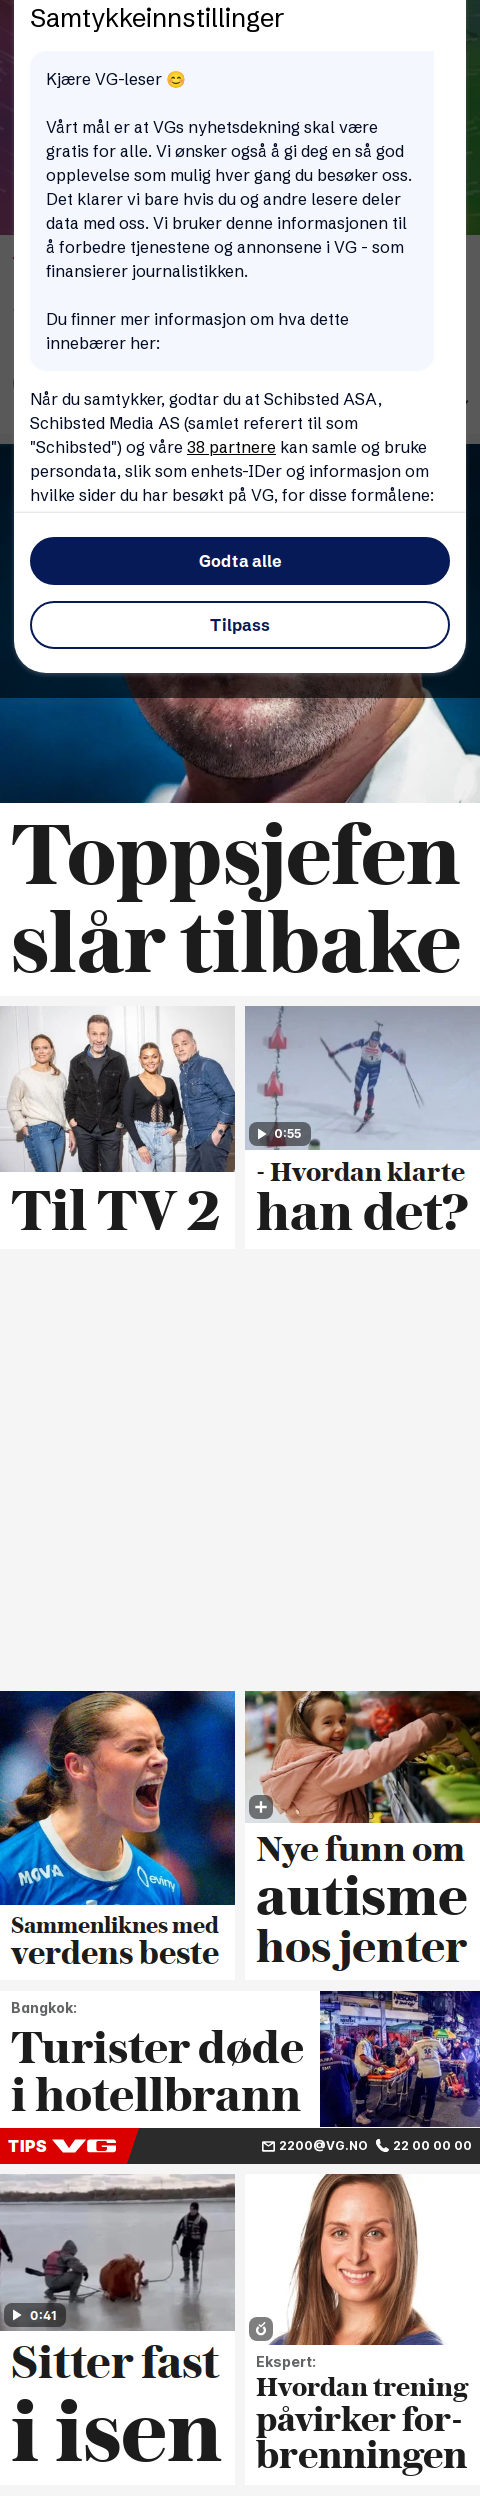 Samtykkeinnstillinger
Kjære VG-leser 😊
Vårt mål er at VGs nyhetsdekning skal være
gratis for alle. Vi ønsker også å gi deg en så god
opplevelse som mulig hver gang du besøker oss.
Det klarer vi bare hvis du og andre lesere deler
data med oss. Vi bruker denne informasjonen til
å forbedre tjenestene og annonsene i VG - som
finansierer journalistikken.
Du finner mer informasjon om hva dette
innebærer her:
Når du samtykker, godtar du at Schibsted ASA,
Schibsted Media AS (samlet referert til som
"Schibsted") og våre 38 partnere kan samle og bruke
persondata, slik som enhets-IDer og informasjon om
hvilke sider du har besøkt på VG, for disse formålene:
Godta alle
Tilpass
Toppsjefen
slår tilbake
Til TV 2
0:55
- Hvordan klarte
han det?
MOVA
eviny
Sammenliknes med
verdens beste
Nye funn om
autisme
hos jenter
Bangkok:
Turister døde
i hotellbrann
TIPS VG
2200@VG.NO
22 00 00 00
0:41
Sitter fast
i isen
Ekspert:
Hvordan trening
påvirker for-
brenningen